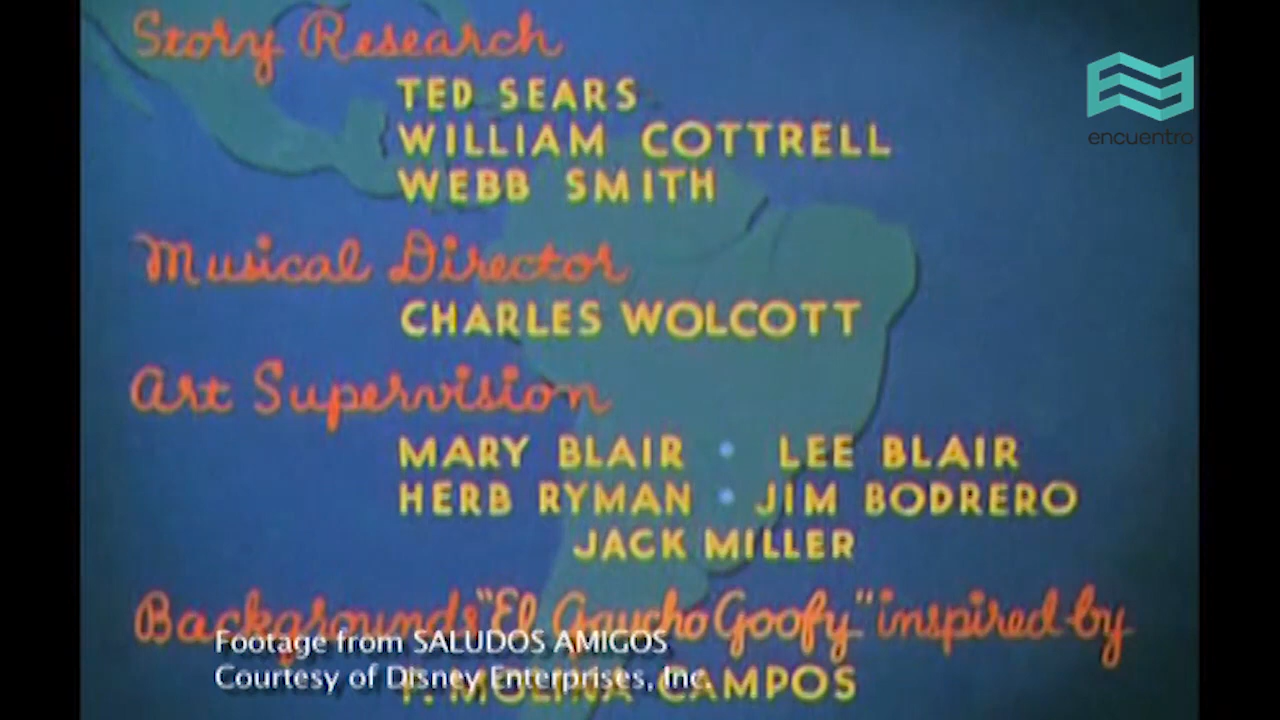 Story Research
TED SEARS
WILLIAM COTTRELL
WEBB SMITH
Musical Director
CHARLES WOLCOTT
Art Supervision
MARY BLAIR • LEE BLAIR
HERB RYMAN • JIM BODRERO
JACK MILLER
Backgrounds "El Gaucho Goofy" inspired by
F. MOLINA CAMPOS
Footage from SALUDOS AMIGOS
Courtesy of Disney Enterprises, Inc.
encuentro